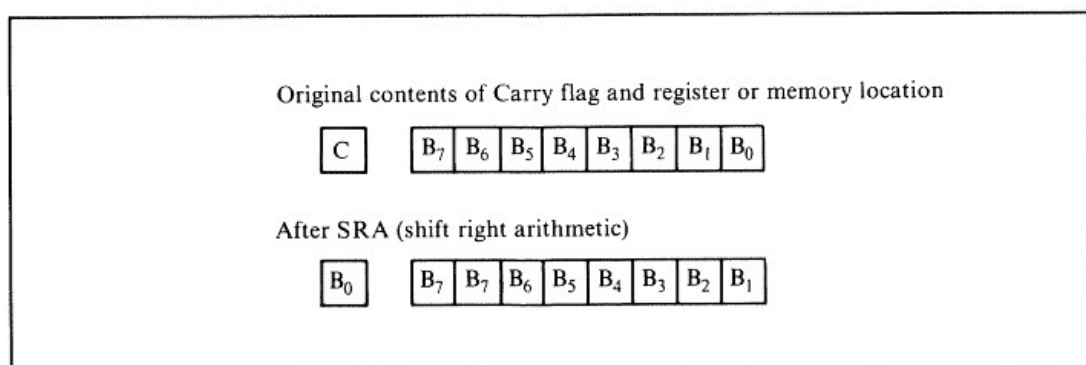 Original contents of Carry flag and register or memory location
C B₇ B₆ B₅ B₄ B₃ B₂ B₁ B₀
After SRA (shift right arithmetic)
B₀ B₇ B₇ B₆ B₅ B₄ B₃ B₂ B₁